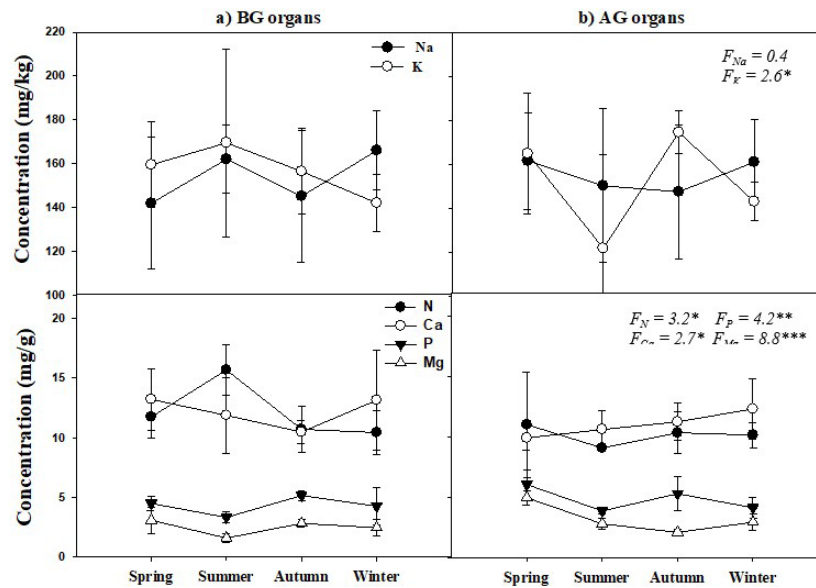 a) BG organs
b) AG organs
Concentration (mg/kg)
220
200
180
160
140
120
100
Na
K
F_Na = 0.4
F_K = 2.6*
Concentration (mg/g)
20
15
10
5
0
N
Ca
P
Mg
F_N = 3.2* F_P = 4.2**
F_Ca = 2.7* F_Mg = 8.8***
Spring Summer Autumn Winter
Spring Summer Autumn Winter